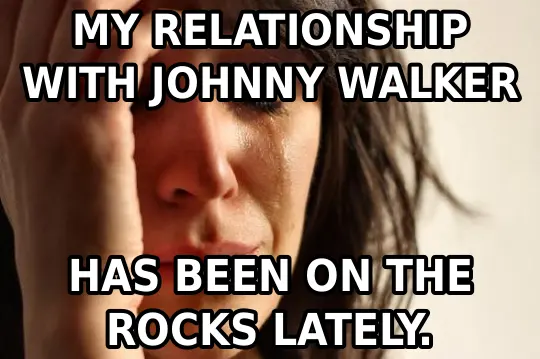 MY RELATIONSHIP
WITH JOHNNY WALKER
HAS BEEN ON THE
ROCKS LATELY.